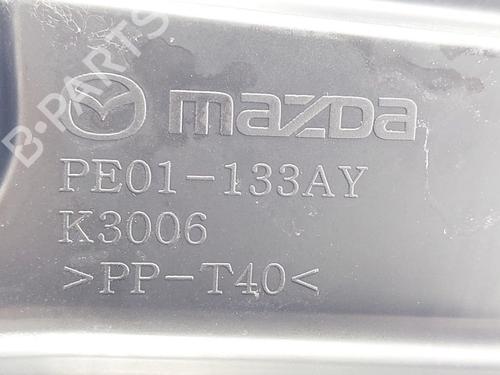 B-PARTS
mazda
PE01-133AY
K3006
>PP-T40<